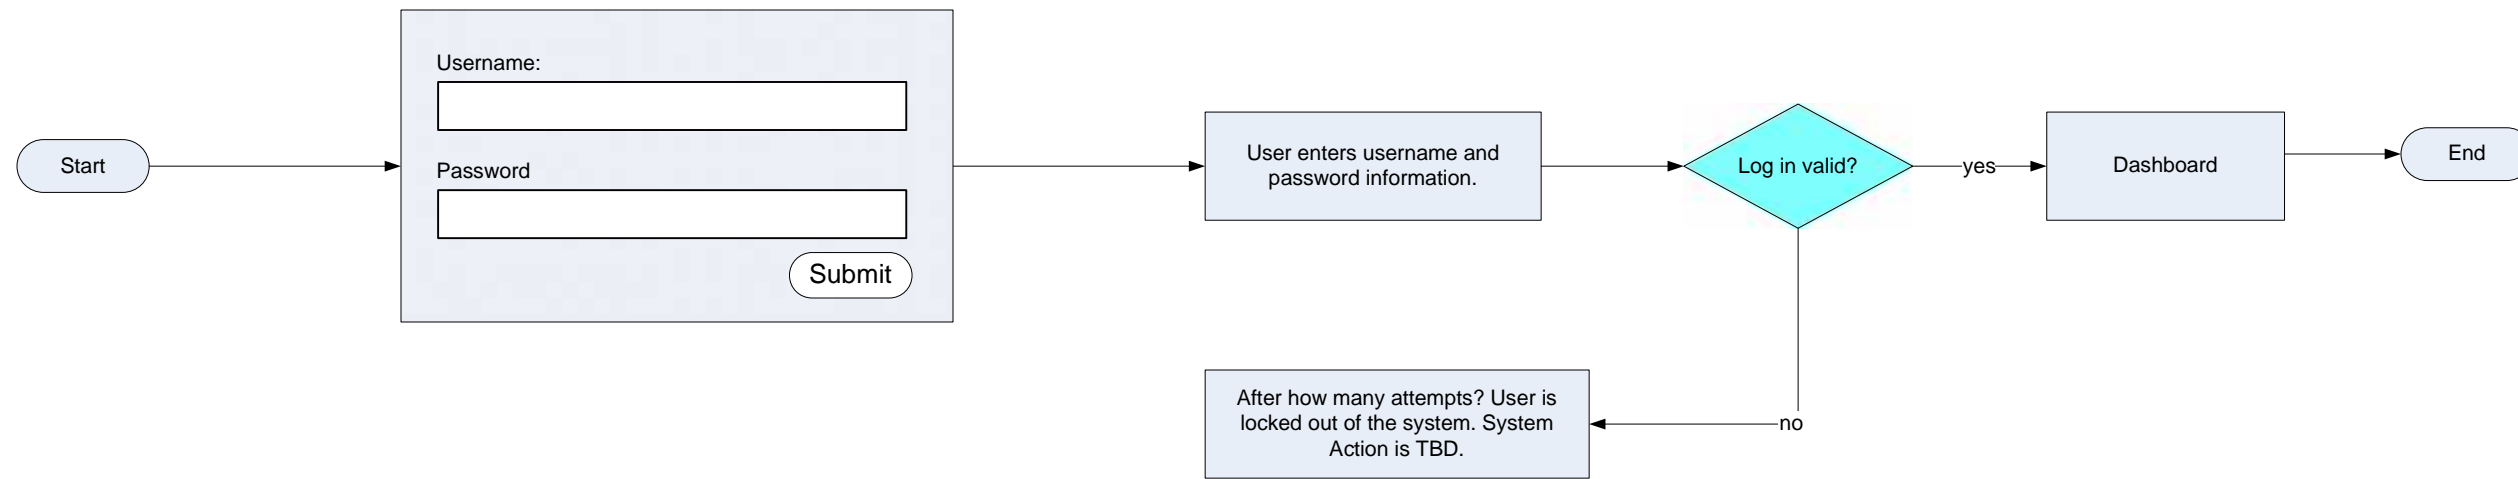 Start
Username:
Password
Submit
User enters username and
password information.
Log in valid?
yes
Dashboard
End
After how many attempts? User is
locked out of the system. System
Action is TBD.
no